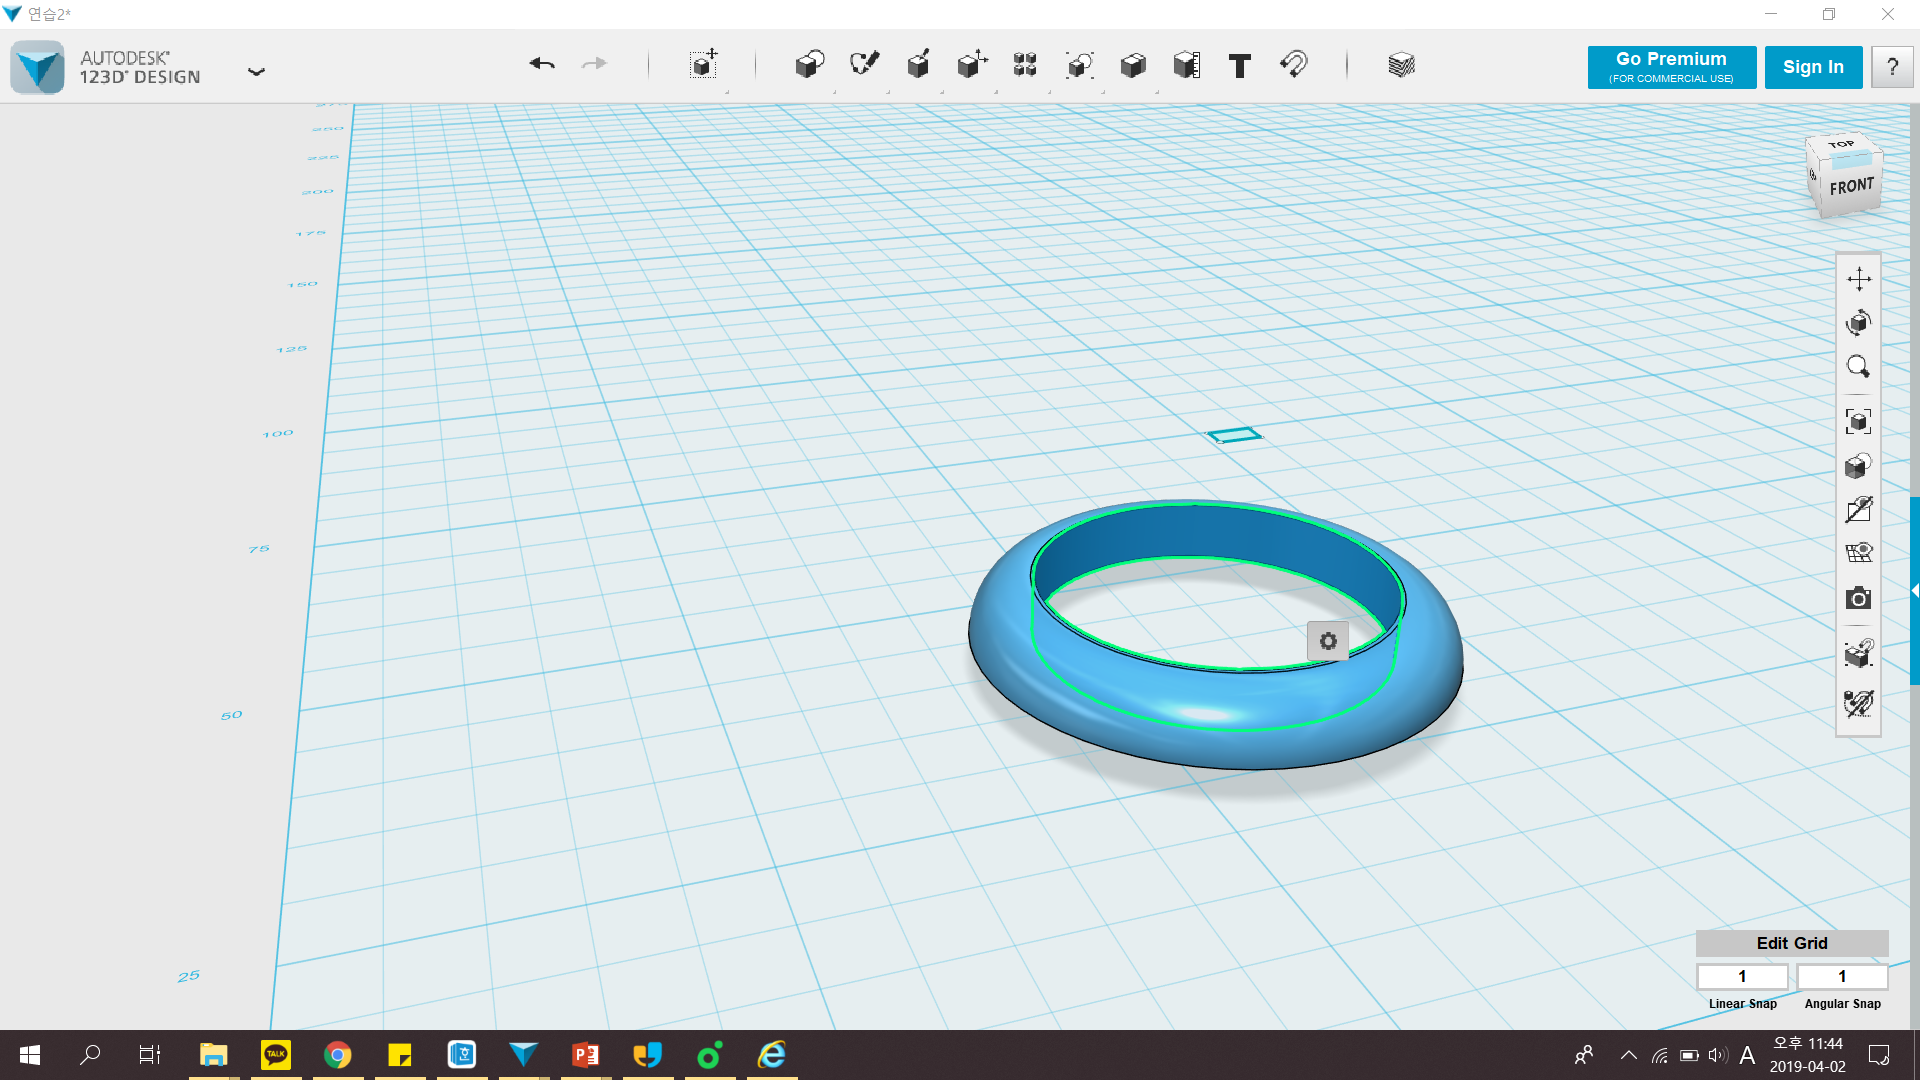 연습2*
AUTODESK®
123D® DESIGN
Go Premium
(FOR COMMERCIAL USE)
Sign In
?
250
225
200
175
150
125
100
75
50
25
TOP
FRONT
Edit Grid
1 1
Linear Snap Angular Snap
TALK
A
오후 11:44
2019-04-02